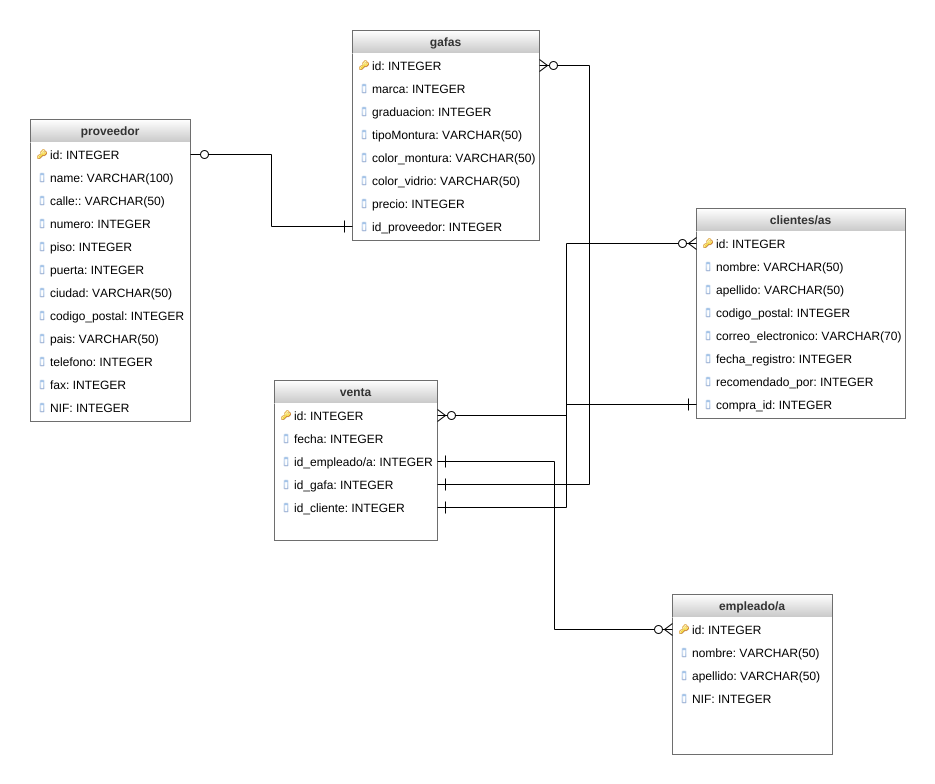 gafas
id: INTEGER
marca: INTEGER
graduacion: INTEGER
tipoMontura: VARCHAR(50)
color_montura: VARCHAR(50)
color_vidrio: VARCHAR(50)
precio: INTEGER
id_proveedor: INTEGER
proveedor
id: INTEGER
name: VARCHAR(100)
calle:: VARCHAR(50)
numero: INTEGER
piso: INTEGER
puerta: INTEGER
ciudad: VARCHAR(50)
codigo_postal: INTEGER
pais: VARCHAR(50)
telefono: INTEGER
fax: INTEGER
NIF: INTEGER
clientes/as
id: INTEGER
nombre: VARCHAR(50)
apellido: VARCHAR(50)
codigo_postal: INTEGER
correo_electronico: VARCHAR(70)
fecha_registro: INTEGER
recomendado_por: INTEGER
compra_id: INTEGER
venta
id: INTEGER
fecha: INTEGER
id_empleado/a: INTEGER
id_gafa: INTEGER
id_cliente: INTEGER
empleado/a
id: INTEGER
nombre: VARCHAR(50)
apellido: VARCHAR(50)
NIF: INTEGER